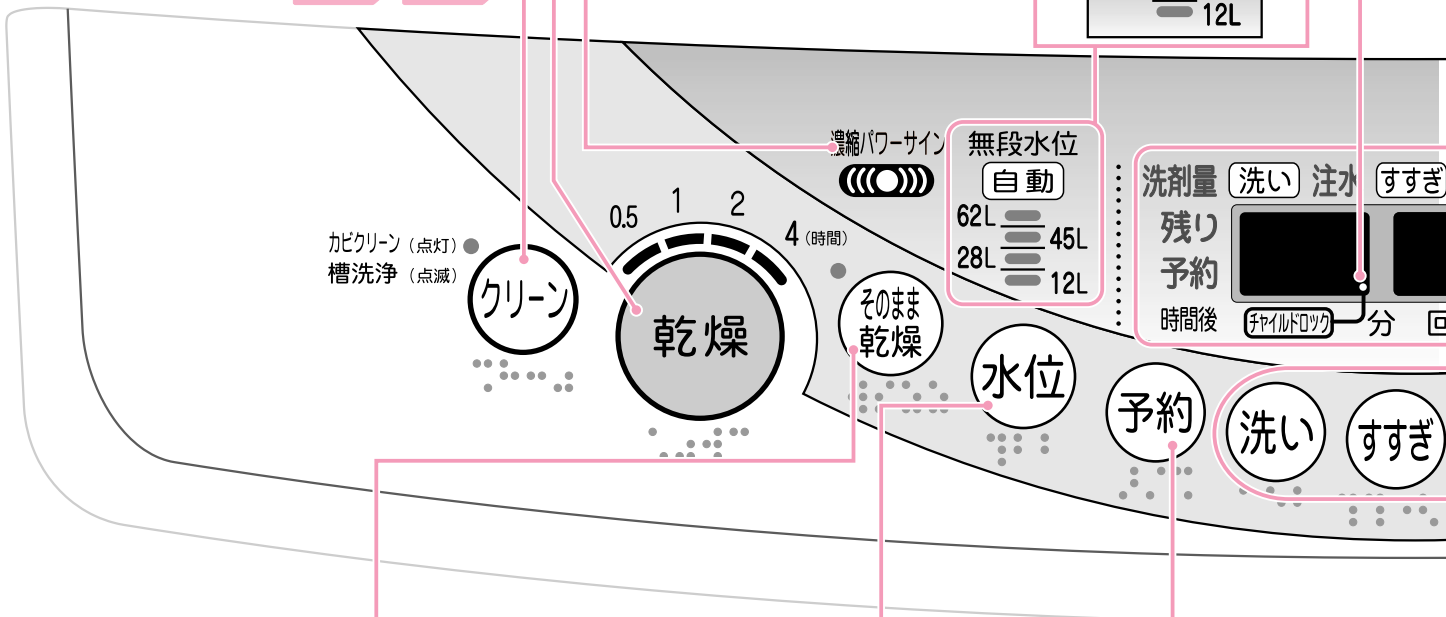 12L
濃縮パワーサイン
無段水位
自動
62L
45L
28L
12L
洗剤量 洗い 注水 すすぎ
残り
予約
時間後 チャイルドロック 分 回
0.5 1 2 4(時間)
カビクリーン(点灯)
槽洗浄(点滅)
クリーン
乾燥
そのまま
乾燥
水位
予約
洗い
すすぎ